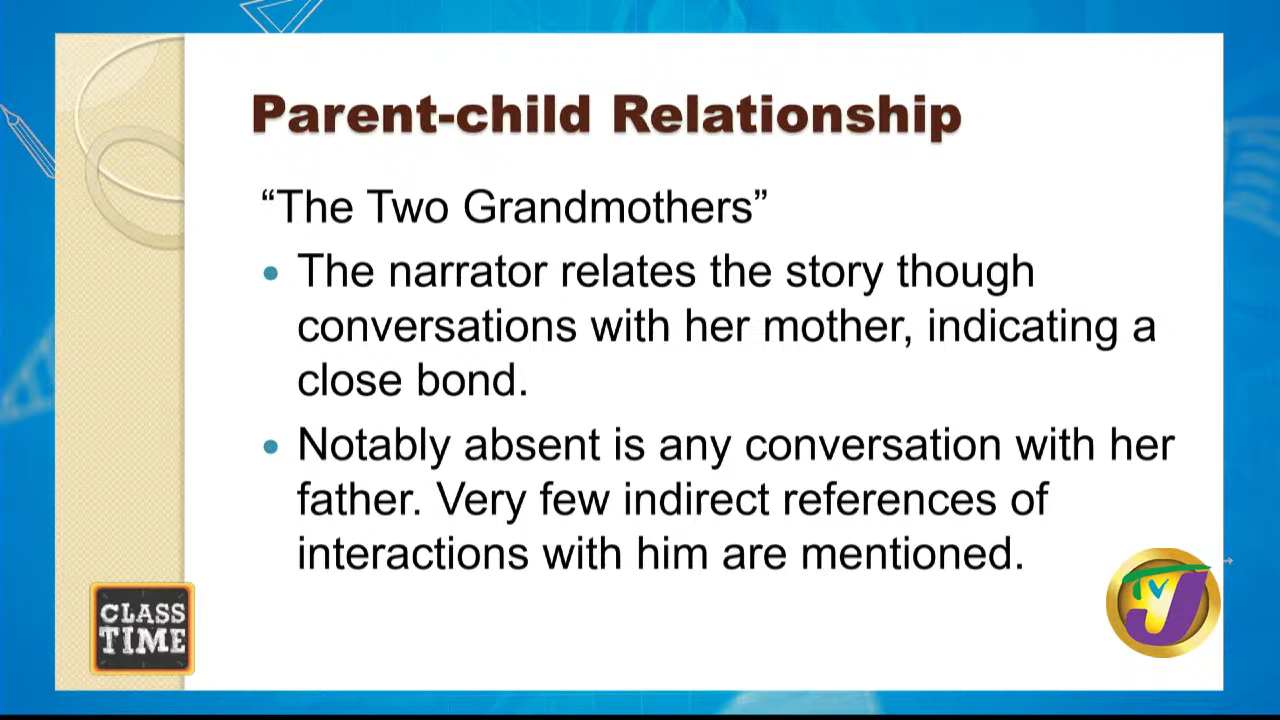 Parent-child Relationship
“The Two Grandmothers”
• The narrator relates the story though
conversations with her mother, indicating a
close bond.
• Notably absent is any conversation with her
father. Very few indirect references of
interactions with him are mentioned.
CLASS
TIME
TVJ